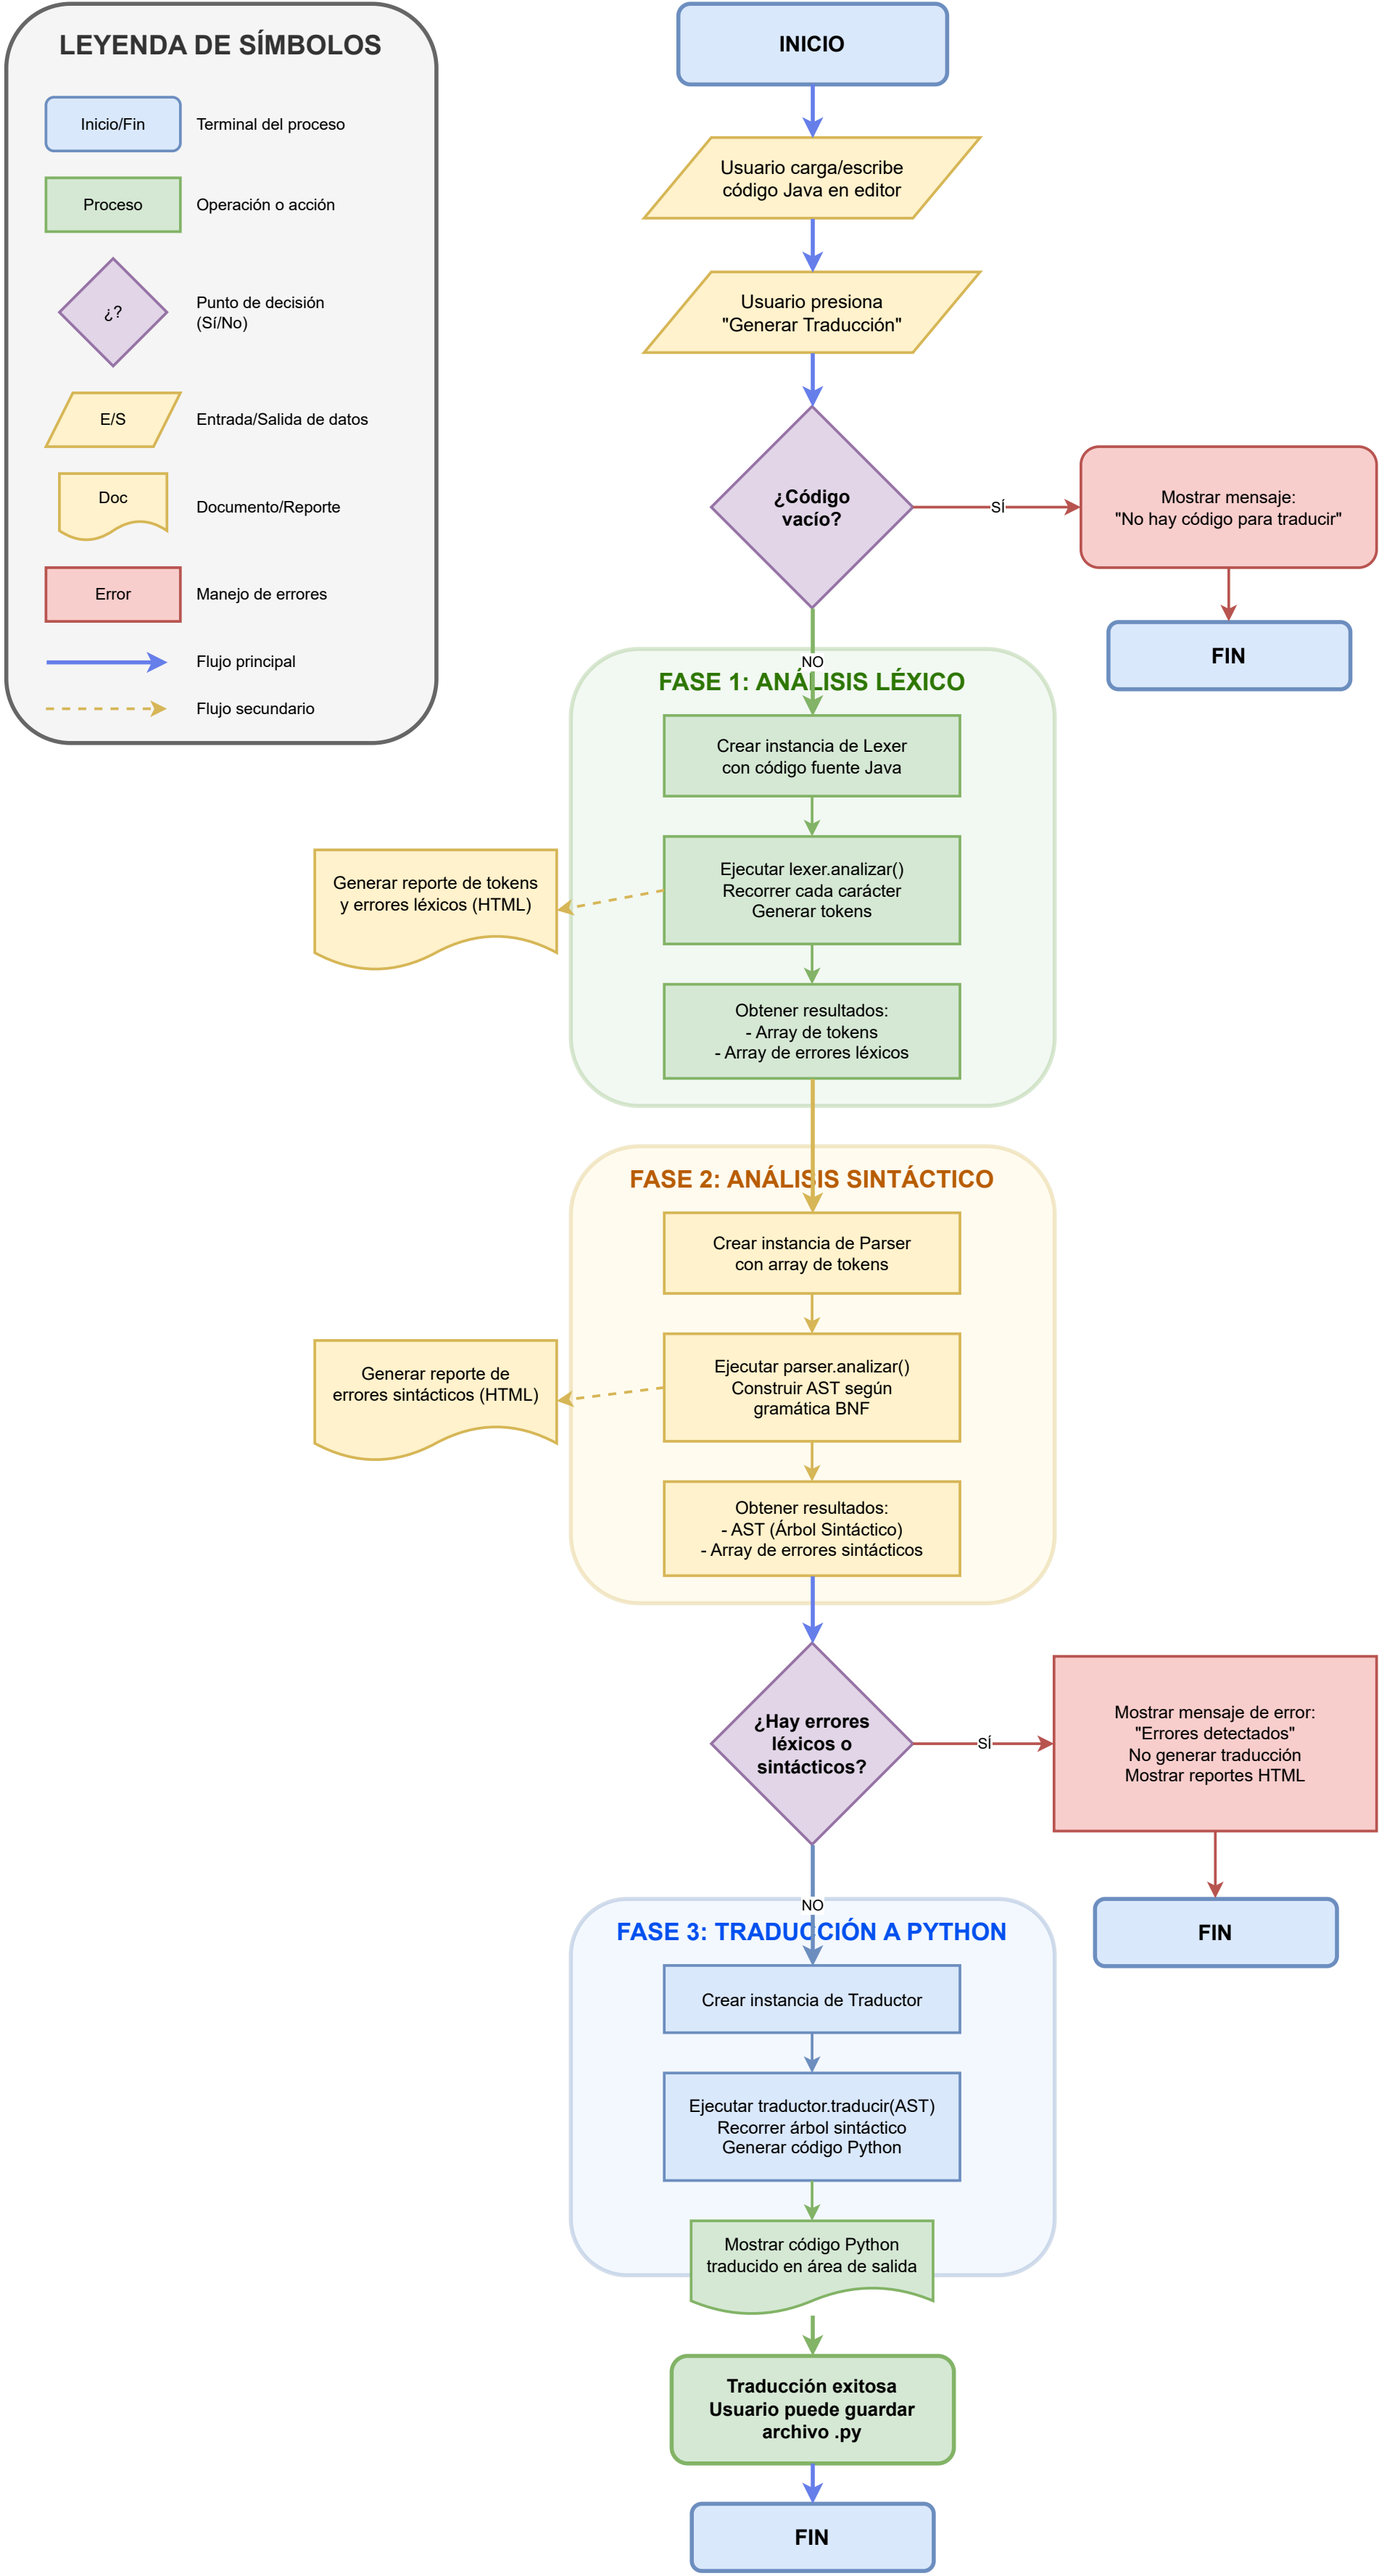 LEYENDA DE SÍMBOLOS
Inicio/Fin
Terminal del proceso
Proceso
Operación o acción
¿?
Punto de decisión
(Sí/No)
E/S
Entrada/Salida de datos
Doc
Documento/Reporte
Error
Manejo de errores
Flujo principal
Flujo secundario
INICIO
Usuario carga/escribe
código Java en editor
Usuario presiona
"Generar Traducción"
¿Código
vacío?
SÍ
Mostrar mensaje:
"No hay código para traducir"
FIN
NO
FASE 1: ANÁLISIS LÉXICO
Crear instancia de Lexer
con código fuente Java
Ejecutar lexer.analizar()
Recorrer cada carácter
Generar tokens
Generar reporte de tokens
y errores léxicos (HTML)
Obtener resultados:
- Array de tokens
- Array de errores léxicos
FASE 2: ANÁLISIS SINTÁCTICO
Crear instancia de Parser
con array de tokens
Ejecutar parser.analizar()
Construir AST según
gramática BNF
Generar reporte de
errores sintácticos (HTML)
Obtener resultados:
- AST (Árbol Sintáctico)
- Array de errores sintácticos
¿Hay errores
léxicos o
sintácticos?
SÍ
Mostrar mensaje de error:
"Errores detectados"
No generar traducción
Mostrar reportes HTML
FIN
NO
FASE 3: TRADUCCIÓN A PYTHON
Crear instancia de Traductor
Ejecutar traductor.traducir(AST)
Recorrer árbol sintáctico
Generar código Python
Mostrar código Python
traducido en área de salida
Traducción exitosa
Usuario puede guardar
archivo .py
FIN